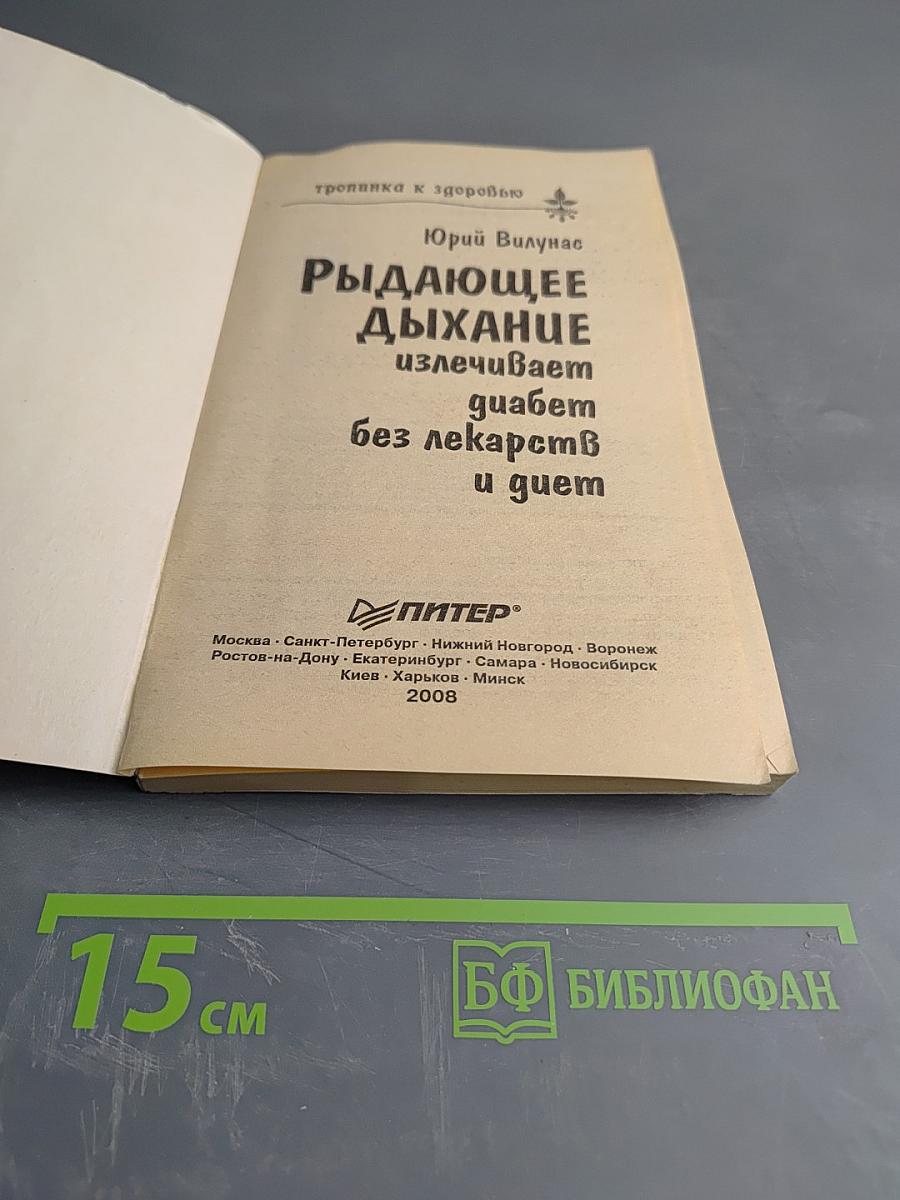 тропинка к здоровью
Юрий Вилунас
РЫДАЮЩЕЕ
ДЫХАНИЕ
излечивает
диабет
без лекарств
и диет
ПИТЕР®
Москва · Санкт-Петербург · Нижний Новгород · Воронеж
Ростов-на-Дону · Екатеринбург · Самара · Новосибирск
Киев · Харьков · Минск
2008
15 см
БФ БИБЛИОФАН